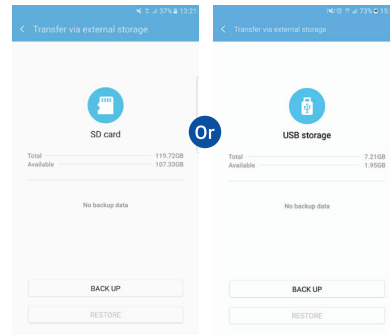 37% 13:21
Transfer via external storage
SD card
Total 119.72GB
Available 107.33GB
No backup data
BACK UP
RESTORE
Or
73% 15:
Transfer via external storage
USB storage
Total 7.21GB
Available 1.95GB
No backup data
BACK UP
RESTORE